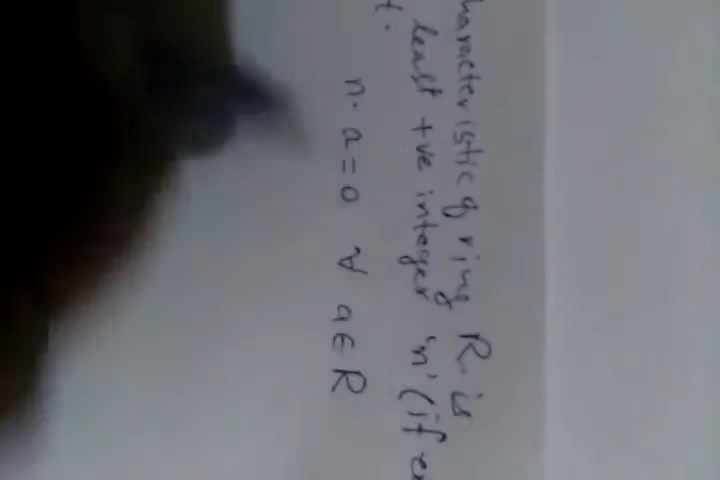 haracteristic of ring R. is
least +ve integer 'n' (if e
t.
n. a = 0 ∀ a ∈ R